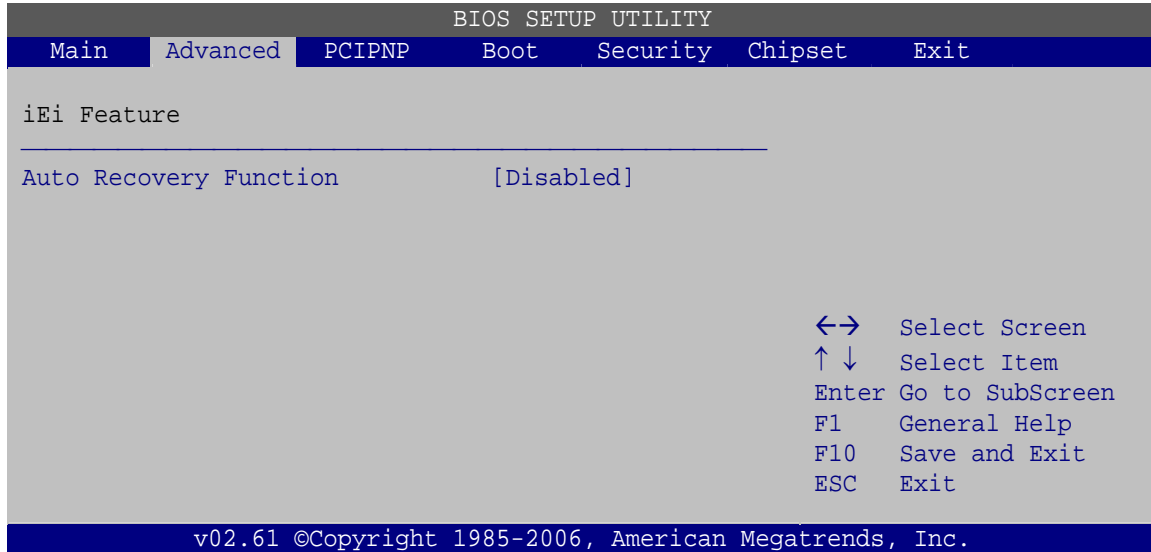 BIOS SETUP UTILITY
Main Advanced PCIPNP Boot Security Chipset Exit
iEi Feature
Auto Recovery Function [Disabled]
←→ Select Screen
↑ ↓ Select Item
Enter Go to SubScreen
F1 General Help
F10 Save and Exit
ESC Exit
v02.61 ©Copyright 1985-2006, American Megatrends, Inc.